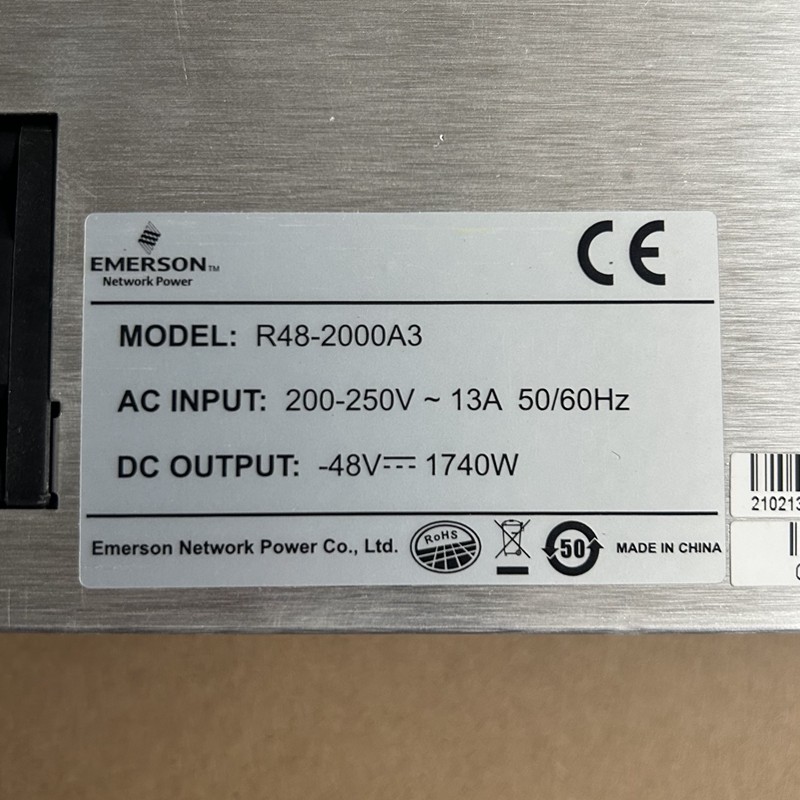 EMERSON™
Network Power
CE
MODEL: R48-2000A3
AC INPUT: 200-250V ~ 13A 50/60Hz
DC OUTPUT: -48V⎓ 1740W
Emerson Network Power Co., Ltd.
RoHS
50
MADE IN CHINA
210213